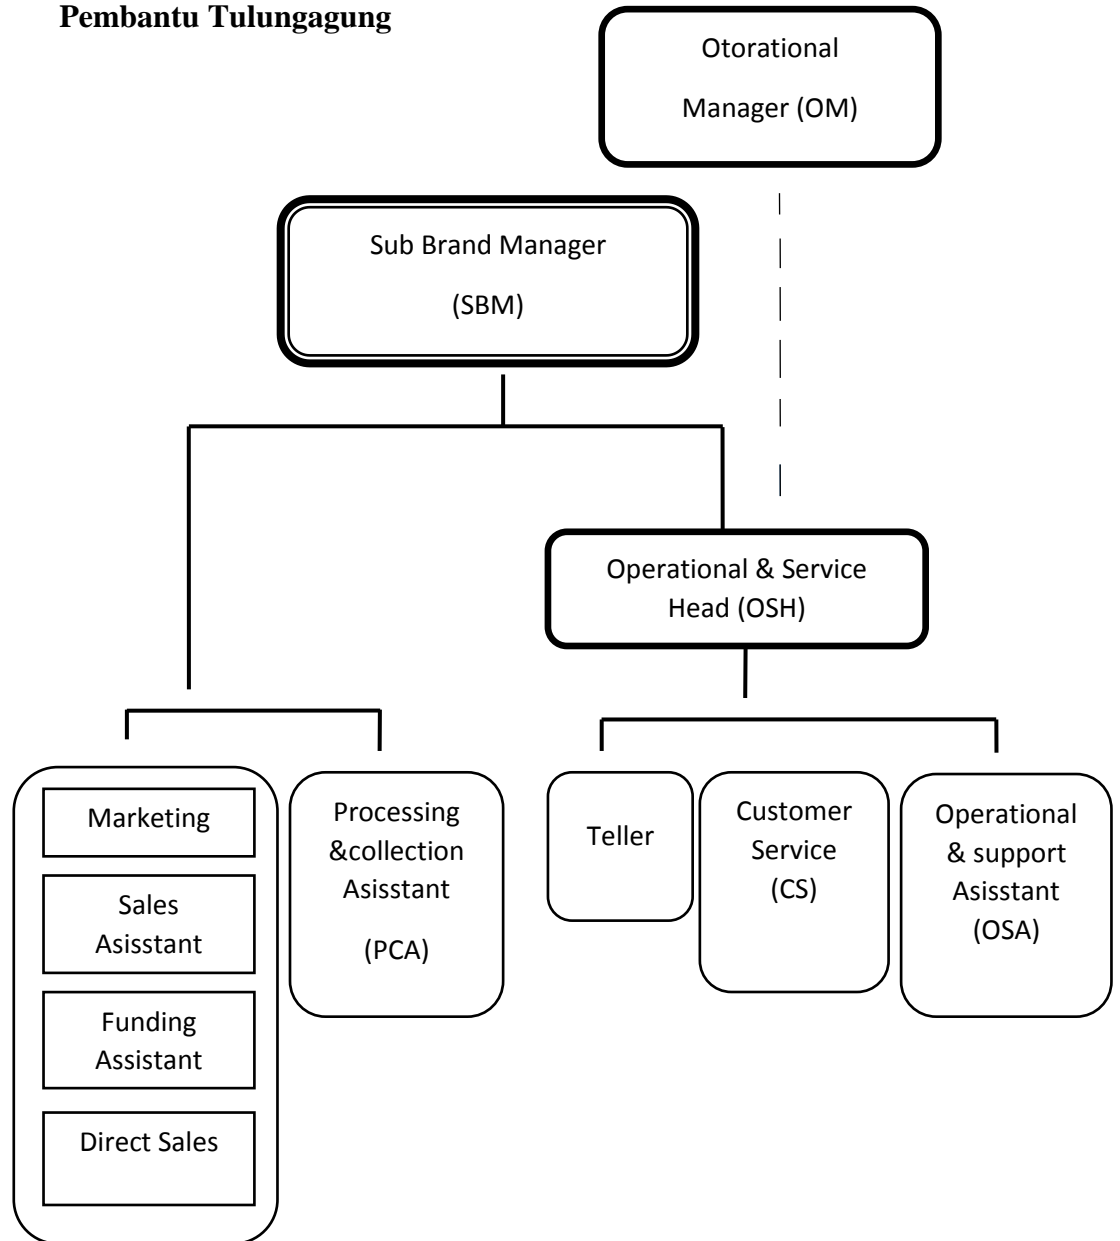 Pembantu Tulungagung
Otorational
Manager (OM)
Sub Brand Manager
(SBM)
Operational & Service
Head (OSH)
Marketing
Sales
Asisstant
Funding
Assistant
Direct Sales
Processing
&collection
Asisstant
(PCA)
Teller
Customer
Service
(CS)
Operational
& support
Asisstant
(OSA)